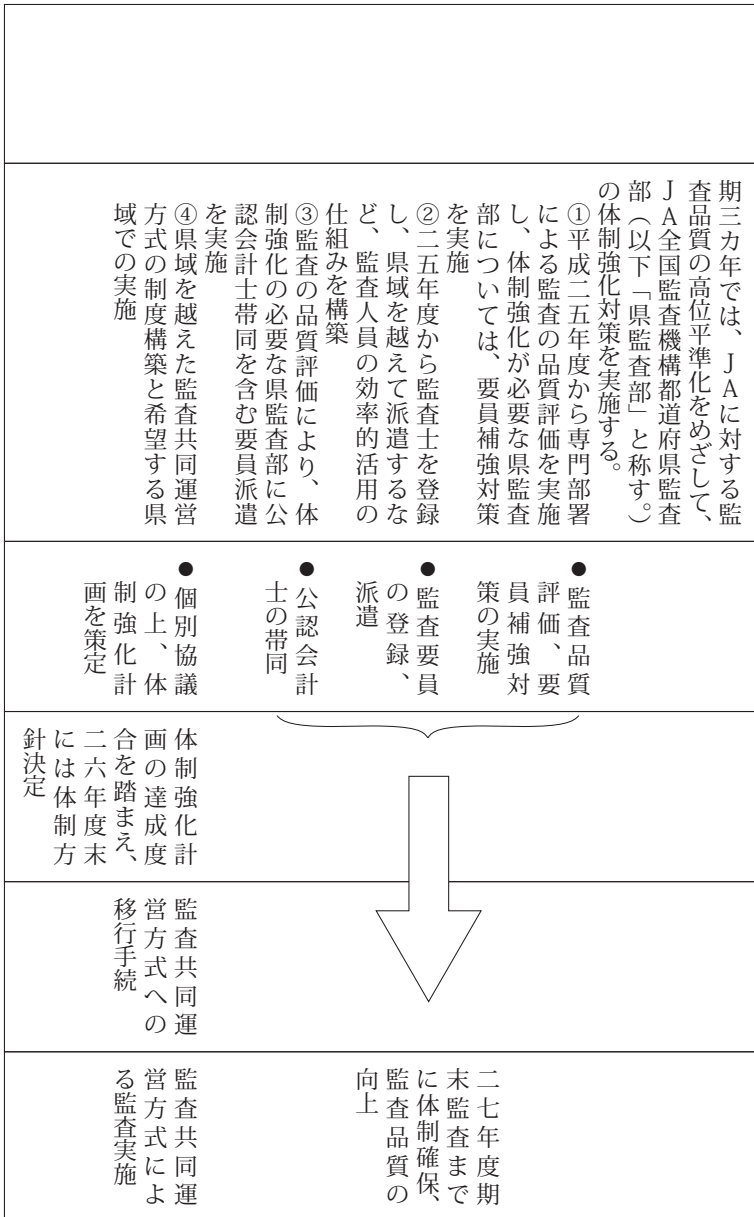 期三カ年では、JAに対する監
査品質の高位平準化をめざして、
JA全国監査機構都道府県監査
部（以下「県監査部」と称す。）
の体制強化対策を実施する。
①平成二五年度から専門部署
による監査の品質評価を実施
し、体制強化が必要な県監査
部については、要員補強対策
を実施
②二五年度から監査士を登録
し、県域を越えて派遣するな
ど、監査人員の効率的活用の
仕組みを構築
③監査の品質評価により、体
制強化の必要な県監査部に公
認会計士帯同を含む要員派遣
を実施
④県域を越えた監査共同運営
方式の制度構築と希望する県
域での実施
●監査品質
評価、要
員補強対
策の実施
●監査要員
の登録、
派遣
●公認会計
士の帯同
●個別協議
の上、体
制強化計
画を策定
体制強化計
画の達成度
合を踏まえ、
二六年度末
には体制方
針決定
監査共同運
営方式への
移行手続
二七年度期
末監査まで
に体制確保、
監査品質の
向上
監査共同運
営方式によ
る監査実施